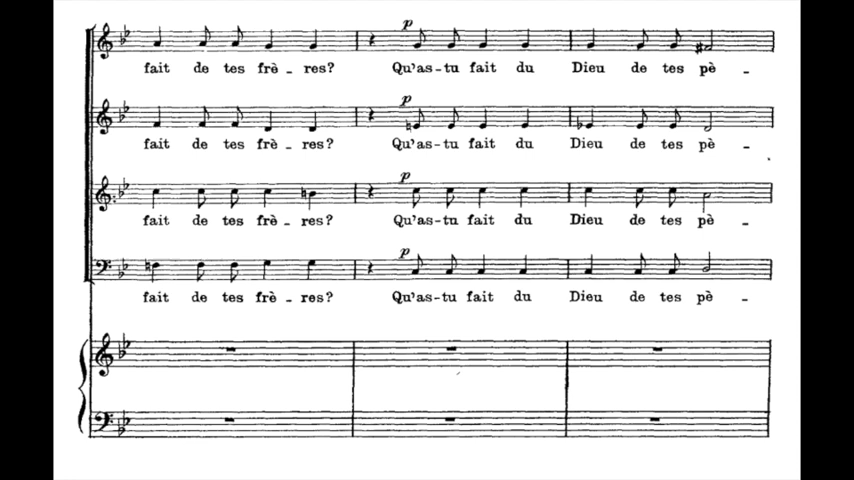 p
fait de tes frè - res? Qu'as-tu fait du Dieu de tes pè -
p
fait de tes frè - res? Qu'as-tu fait du Dieu de tes pè -
p
fait de tes frè - res? Qu'as-tu fait du Dieu de tes pè -
p
fait de tes frè - res? Qu'as-tu fait du Dieu de tes pè -